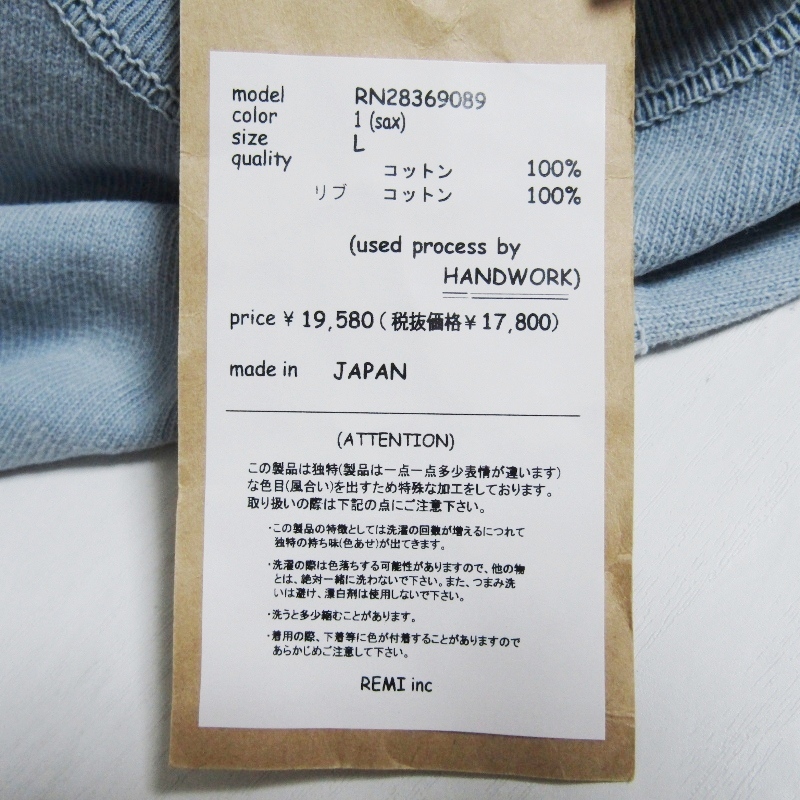 model RN28369089
color 1 (sax)
size L
quality
コットン 100%
リブ コットン 100%
(used process by
HANDWORK)
price ¥ 19,580 ( 税抜価格¥ 17,800)
made in JAPAN
(ATTENTION)
この製品は独特(製品は一点一点多少表情が違います)
な色目(風合い)を出すため特殊な加工をしております。
取り扱いの際は下記の点にご注意下さい。
・この製品の特徴としては洗濯の回数が増えるにつれて
独特の持ち味(色あせ)が出てきます。
・洗濯の際は色落ちする可能性がありますので、他の物
とは、絶対一緒に洗わないで下さい。また、つまみ洗
いは避け、漂白剤は使用しないで下さい。
・洗うと多少縮むことがあります。
・着用の際、下着等に色が付着することがありますので
あらかじめご注意して下さい。
REMI inc